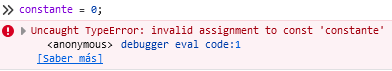 constante = 0;
Uncaught TypeError: invalid assignment to const 'constante'
<anonymous> debugger eval code:1
[Saber más]